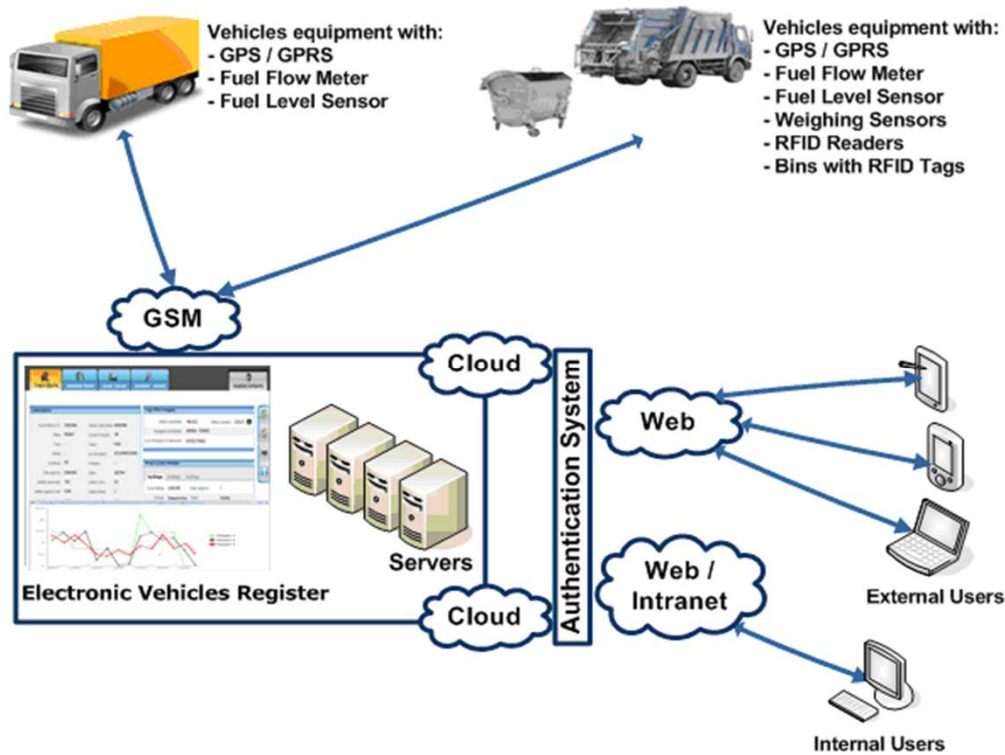 Vehicles equipment with:
- GPS / GPRS
- Fuel Flow Meter
- Fuel Level Sensor
Vehicles equipment with:
- GPS / GPRS
- Fuel Flow Meter
- Fuel Level Sensor
- Weighing Sensors
- RFID Readers
- Bins with RFID Tags
GSM
Cloud
Servers
Electronic Vehicles Register
Cloud
Authentication System
Web
Web /
Intranet
External Users
Internal Users